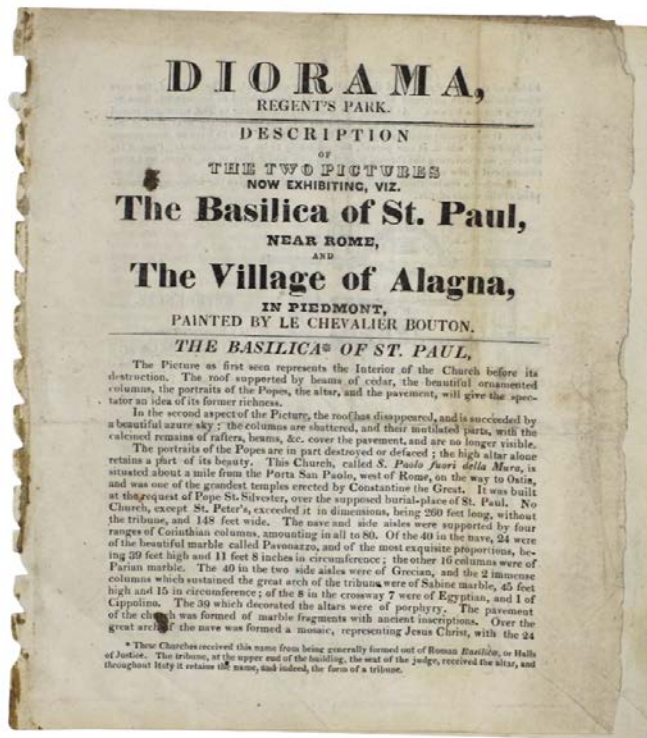 DIORAMA,
REGENT'S PARK.
DESCRIPTION
OF
THE TWO PICTURES
NOW EXHIBITING, VIZ.
The Basilica of St. Paul,
NEAR ROME,
AND
The Village of Alagna,
IN PIEDMONT,
PAINTED BY LE CHEVALIER BOUTON.
THE BASILICA* OF ST. PAUL,
The Picture as first seen represents the Interior of the Church before its
destruction. The roof supported by beams of cedar, the beautiful ornamented
columns, the portraits of the Popes, the altar, and the pavement, will give the spec-
tator an idea of its former richness.
In the second aspect of the Picture, the roof has disappeared, and is succeeded by
a beautiful azure sky; the columns are shattered, and their mutilated parts, with the
calcined remains of rafters, beams, &c. cover the pavement, and are no longer visible.
The portraits of the Popes are in part destroyed or defaced; the high altar alone
retains a part of its beauty. This Church, called S. Paolo fuori della Mura, is
situated about a mile from the Porta San Paolo, west of Rome, on the way to Ostia,
and was one of the grandest temples erected by Constantine the Great. It was built
at the request of Pope St. Silvester, over the supposed burial-place of St. Paul. No
Church, except St. Peter's, exceeded it in dimensions, being 260 feet long, without
the tribune, and 148 feet wide. The nave and side aisles were supported by four
ranges of Corinthian columns, amounting in all to 80. Of the 40 in the nave, 24 were
of the beautiful marble called Pavonazzo, and of the most exquisite proportions, be-
ing 39 feet high and 11 feet 8 inches in circumference; the other 16 columns were of
Parian marble. The 40 in the two side aisles were of Grecian, and the 2 immense
columns which sustained the great arch of the tribune were of Sabine marble, 45 feet
high and 15 in circumference; of the 8 in the crossway 7 were of Egyptian, and 1 of
Cippolino. The 39 which decorated the altars were of porphyry. The pavement
of the church was formed of marble fragments with ancient inscriptions. Over the
great arch of the nave was formed a mosaic, representing Jesus Christ, with the 24
* These Churches received this name from being generally formed out of Roman Basilica, or Halls
of Justice. The tribune, at the upper end of the building, the seat of the judge, received the altar, and
throughout Italy it retains the name, and indeed, the form of a tribune.